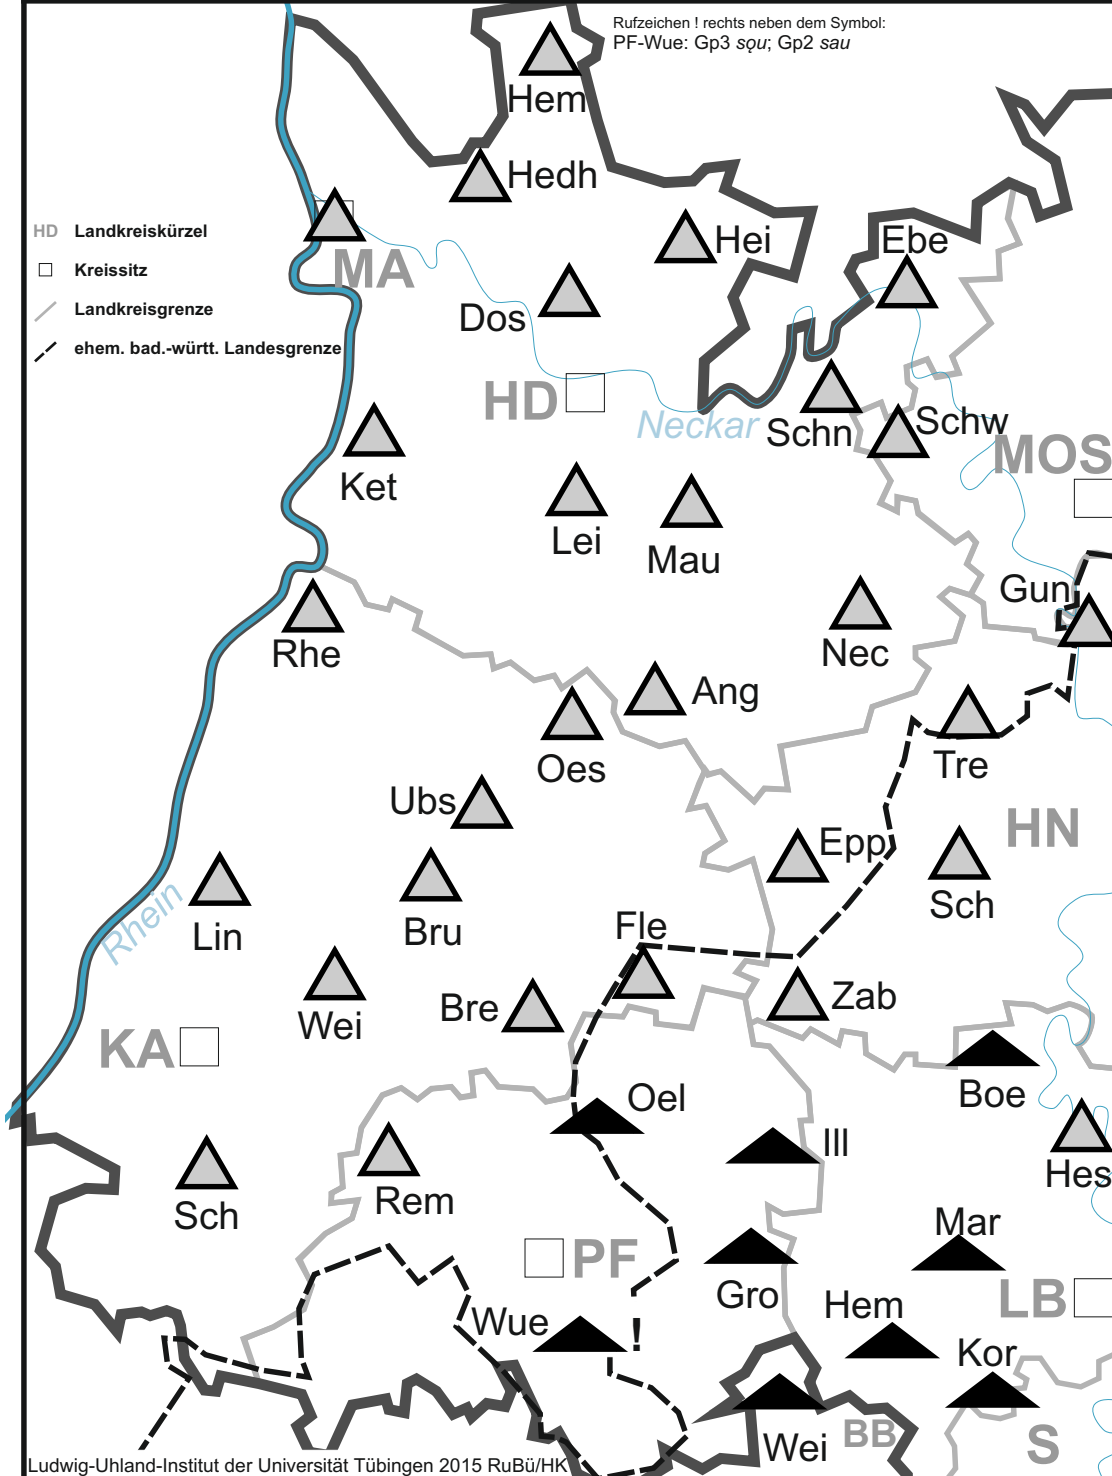 Rufzeichen ! rechts neben dem Symbol:
PF-Wue: Gp3 sǫu; Gp2 sau
Hem
Hedh
HD Landkreiskürzel
Kreissitz
Landkreisgrenze
ehem. bad.-württ. Landesgrenze
MA
Hei
Ebe
Dos
HD
Neckar
Schn
Schw
MOS
Ket
Lei
Mau
Gun
Rhe
Nec
Ang
Oes
Tre
Ubs
Epp
HN
Rhein
Lin
Bru
Fle
Sch
Wei
Bre
Zab
KA
Oel
Boe
Ill
Hes
Sch
Rem
Mar
PF
Gro
Hem
LB
Wue
!
Kor
Wei
BB
S
Ludwig-Uhland-Institut der Universität Tübingen 2015 RuBü/HK